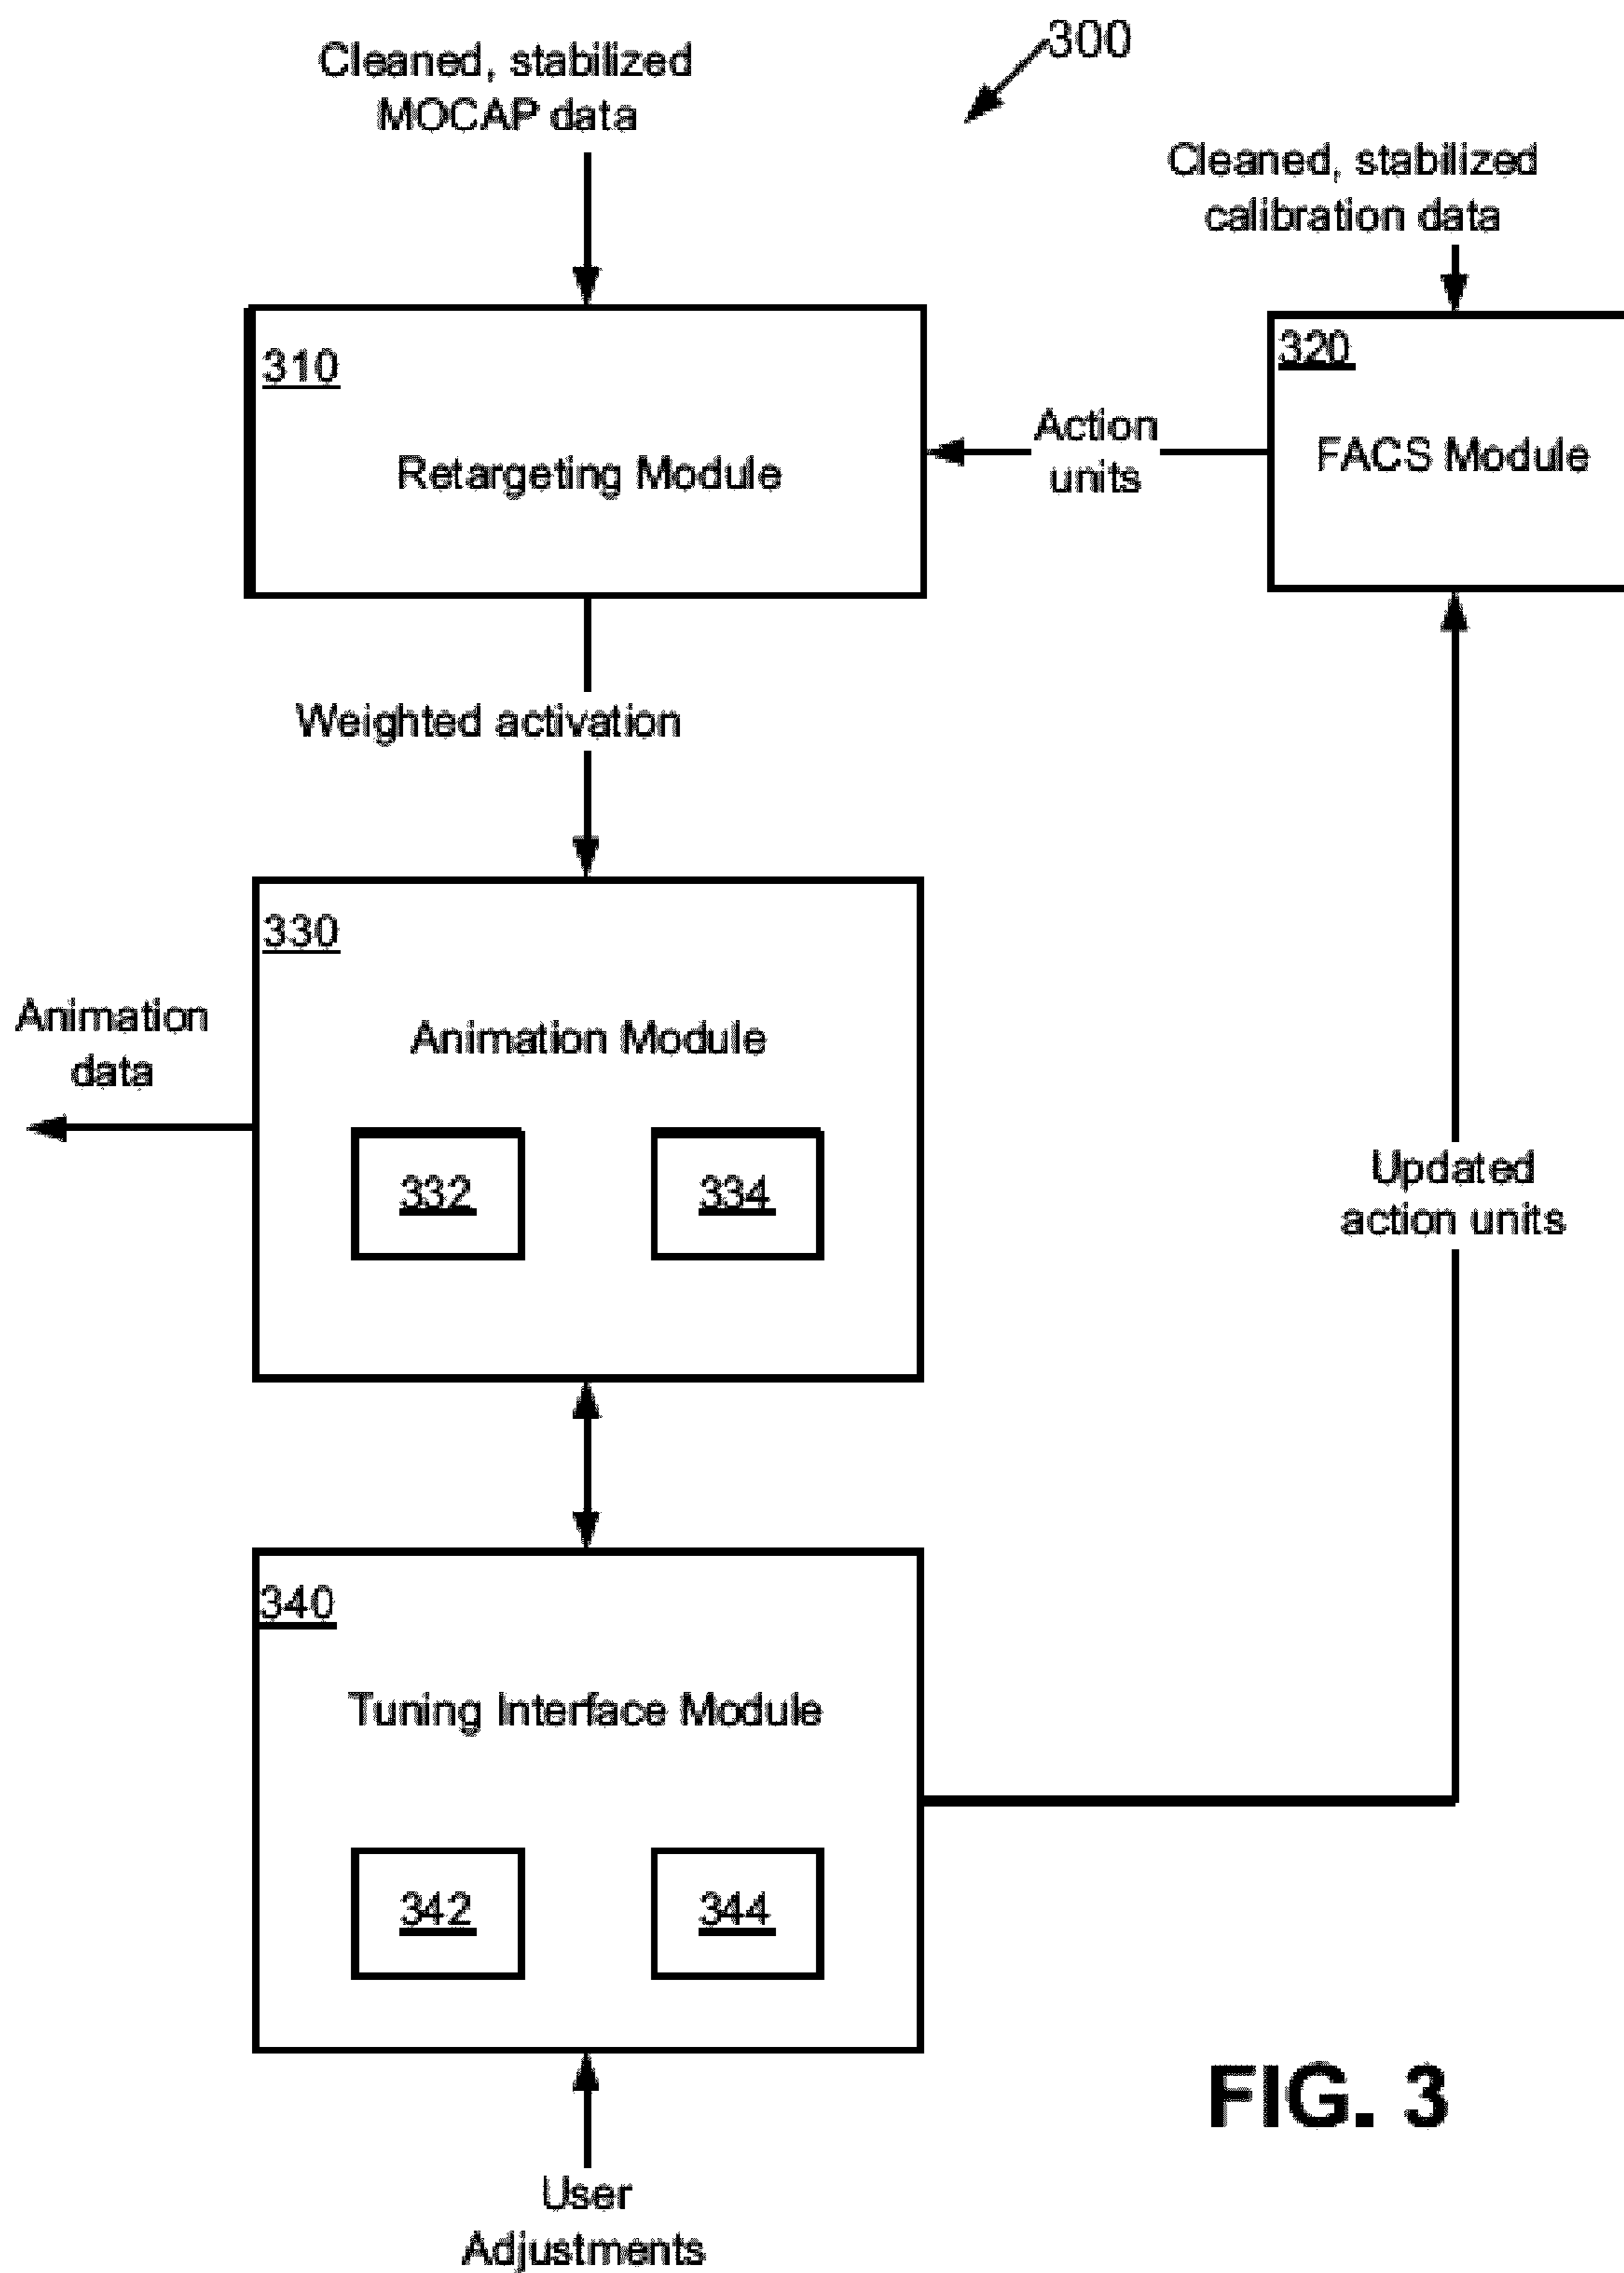 300
Cleaned, stabilized
MOCAP data
Cleaned, stabilized
calibration data
310
Retargeting Module
Action
units
320
FACS Module
Weighted activation
330
Animation Module
332
334
Animation
data
Updated
action units
340
Tuning Interface Module
342
344
User
Adjustments
FIG. 3